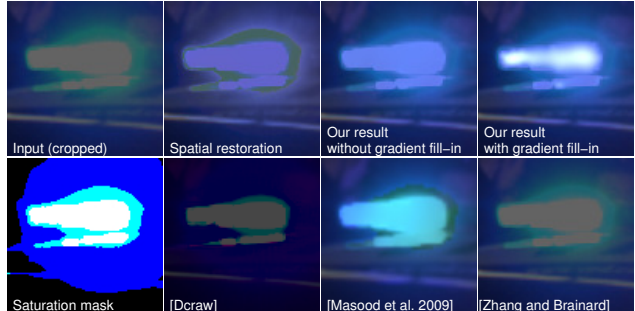 Input (cropped)
Spatial restoration
Our result
without gradient fill−in
Our result
with gradient fill−in
Saturation mask
[Dcraw]
[Masood et al. 2009]
[Zhang and Brainard]